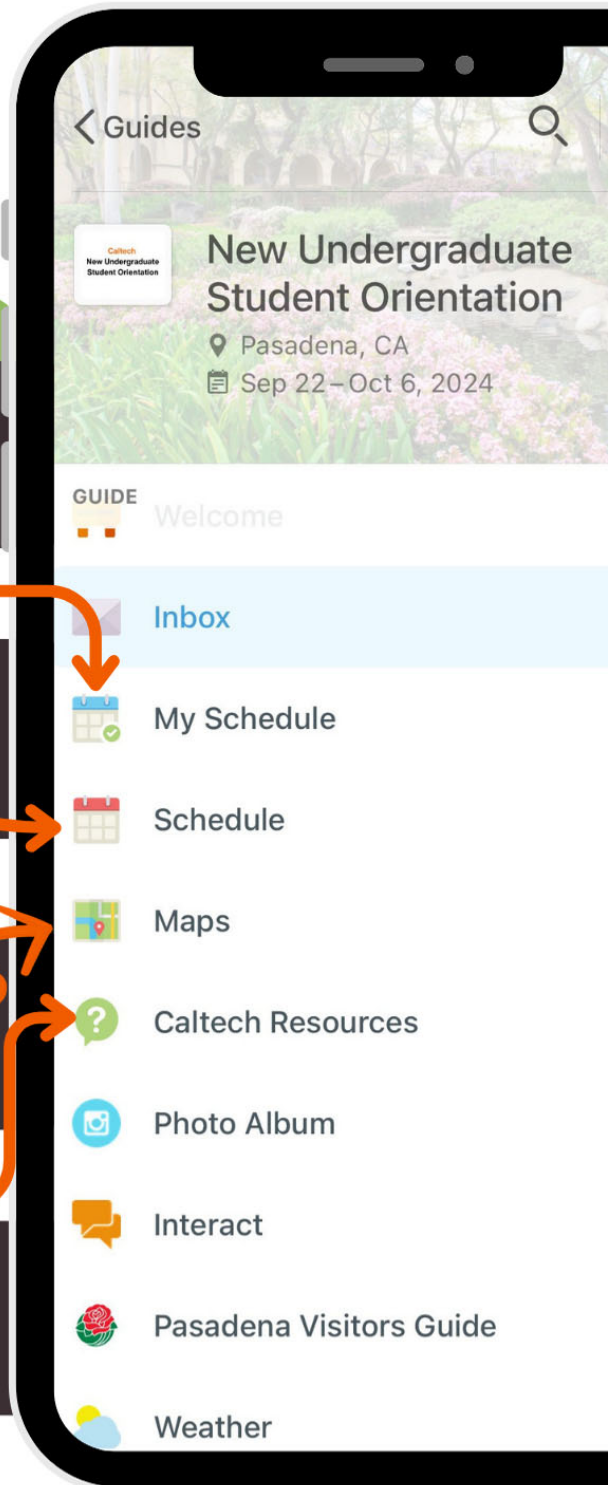 Guides
Caltech
New Undergraduate
Student Orientation
New Undergraduate
Student Orientation
Pasadena, CA
Sep 22–Oct 6, 2024
GUIDE
Welcome
Inbox
My Schedule
Schedule
Maps
?
Caltech Resources
Photo Album
Interact
Pasadena Visitors Guide
Weather